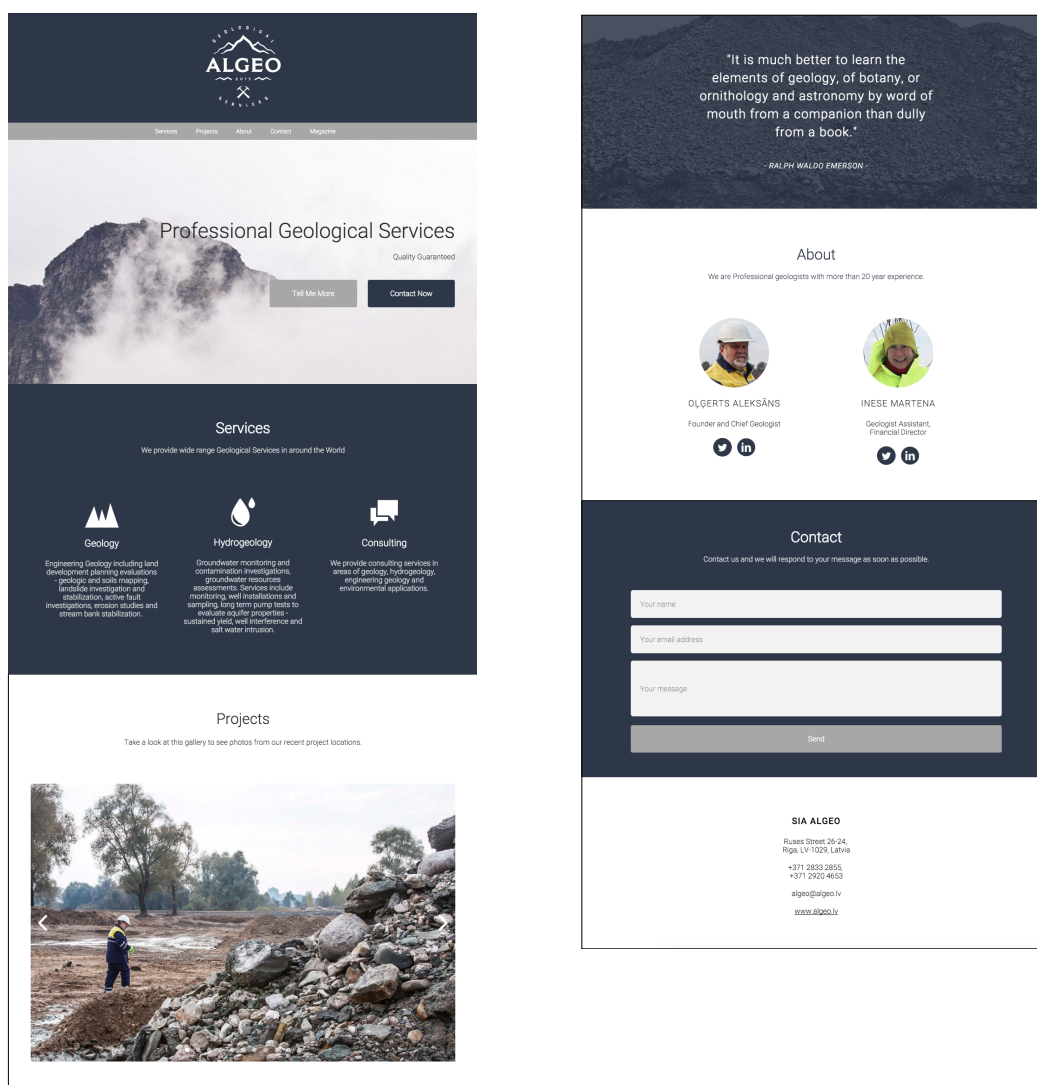 GEOLOGICAL
ALGEO
2015
SERVICES
Services Projects About Contact Magazine
Professional Geological Services
Quality Guaranteed
Tell Me More Contact Now
Services
We provide wide range Geological Services in around the World
Geology
Engineering Geology including land
development planning evaluations
- geologic and soils mapping,
landslide investigation and
stabilization, active fault
investigations, erosion studies and
stream bank stabilization.
Hydrogeology
Groundwater monitoring and
contamination investigations,
groundwater resources
assessments. Services include
monitoring, well installations and
sampling, long term pump tests to
evaluate aquifer properties -
sustained yield, well interference and
salt water intrusion.
Consulting
We provide consulting services in
areas of geology, hydrogeology,
engineering geology and
environmental applications.
Projects
Take a look at this gallery to see photos from our recent project locations.
"It is much better to learn the
elements of geology, of botany, or
ornithology and astronomy by word of
mouth from a companion than dully
from a book."
- RALPH WALDO EMERSON -
About
We are Professional geologists with more than 20 year experience.
OĻĢERTS ALEKSĀNS
Founder and Chief Geologist
in
INESE MARTENA
Geologist Assistant,
Financial Director
in
Contact
Contact us and we will respond to your message as soon as possible.
Your name
Your email address
Your message
Send
SIA ALGEO
Ruses Street 26-24,
Riga, LV-1029, Latvia
+371 2833 2855,
+371 2920 4653
algeo@algeo.lv
www.algeo.lv